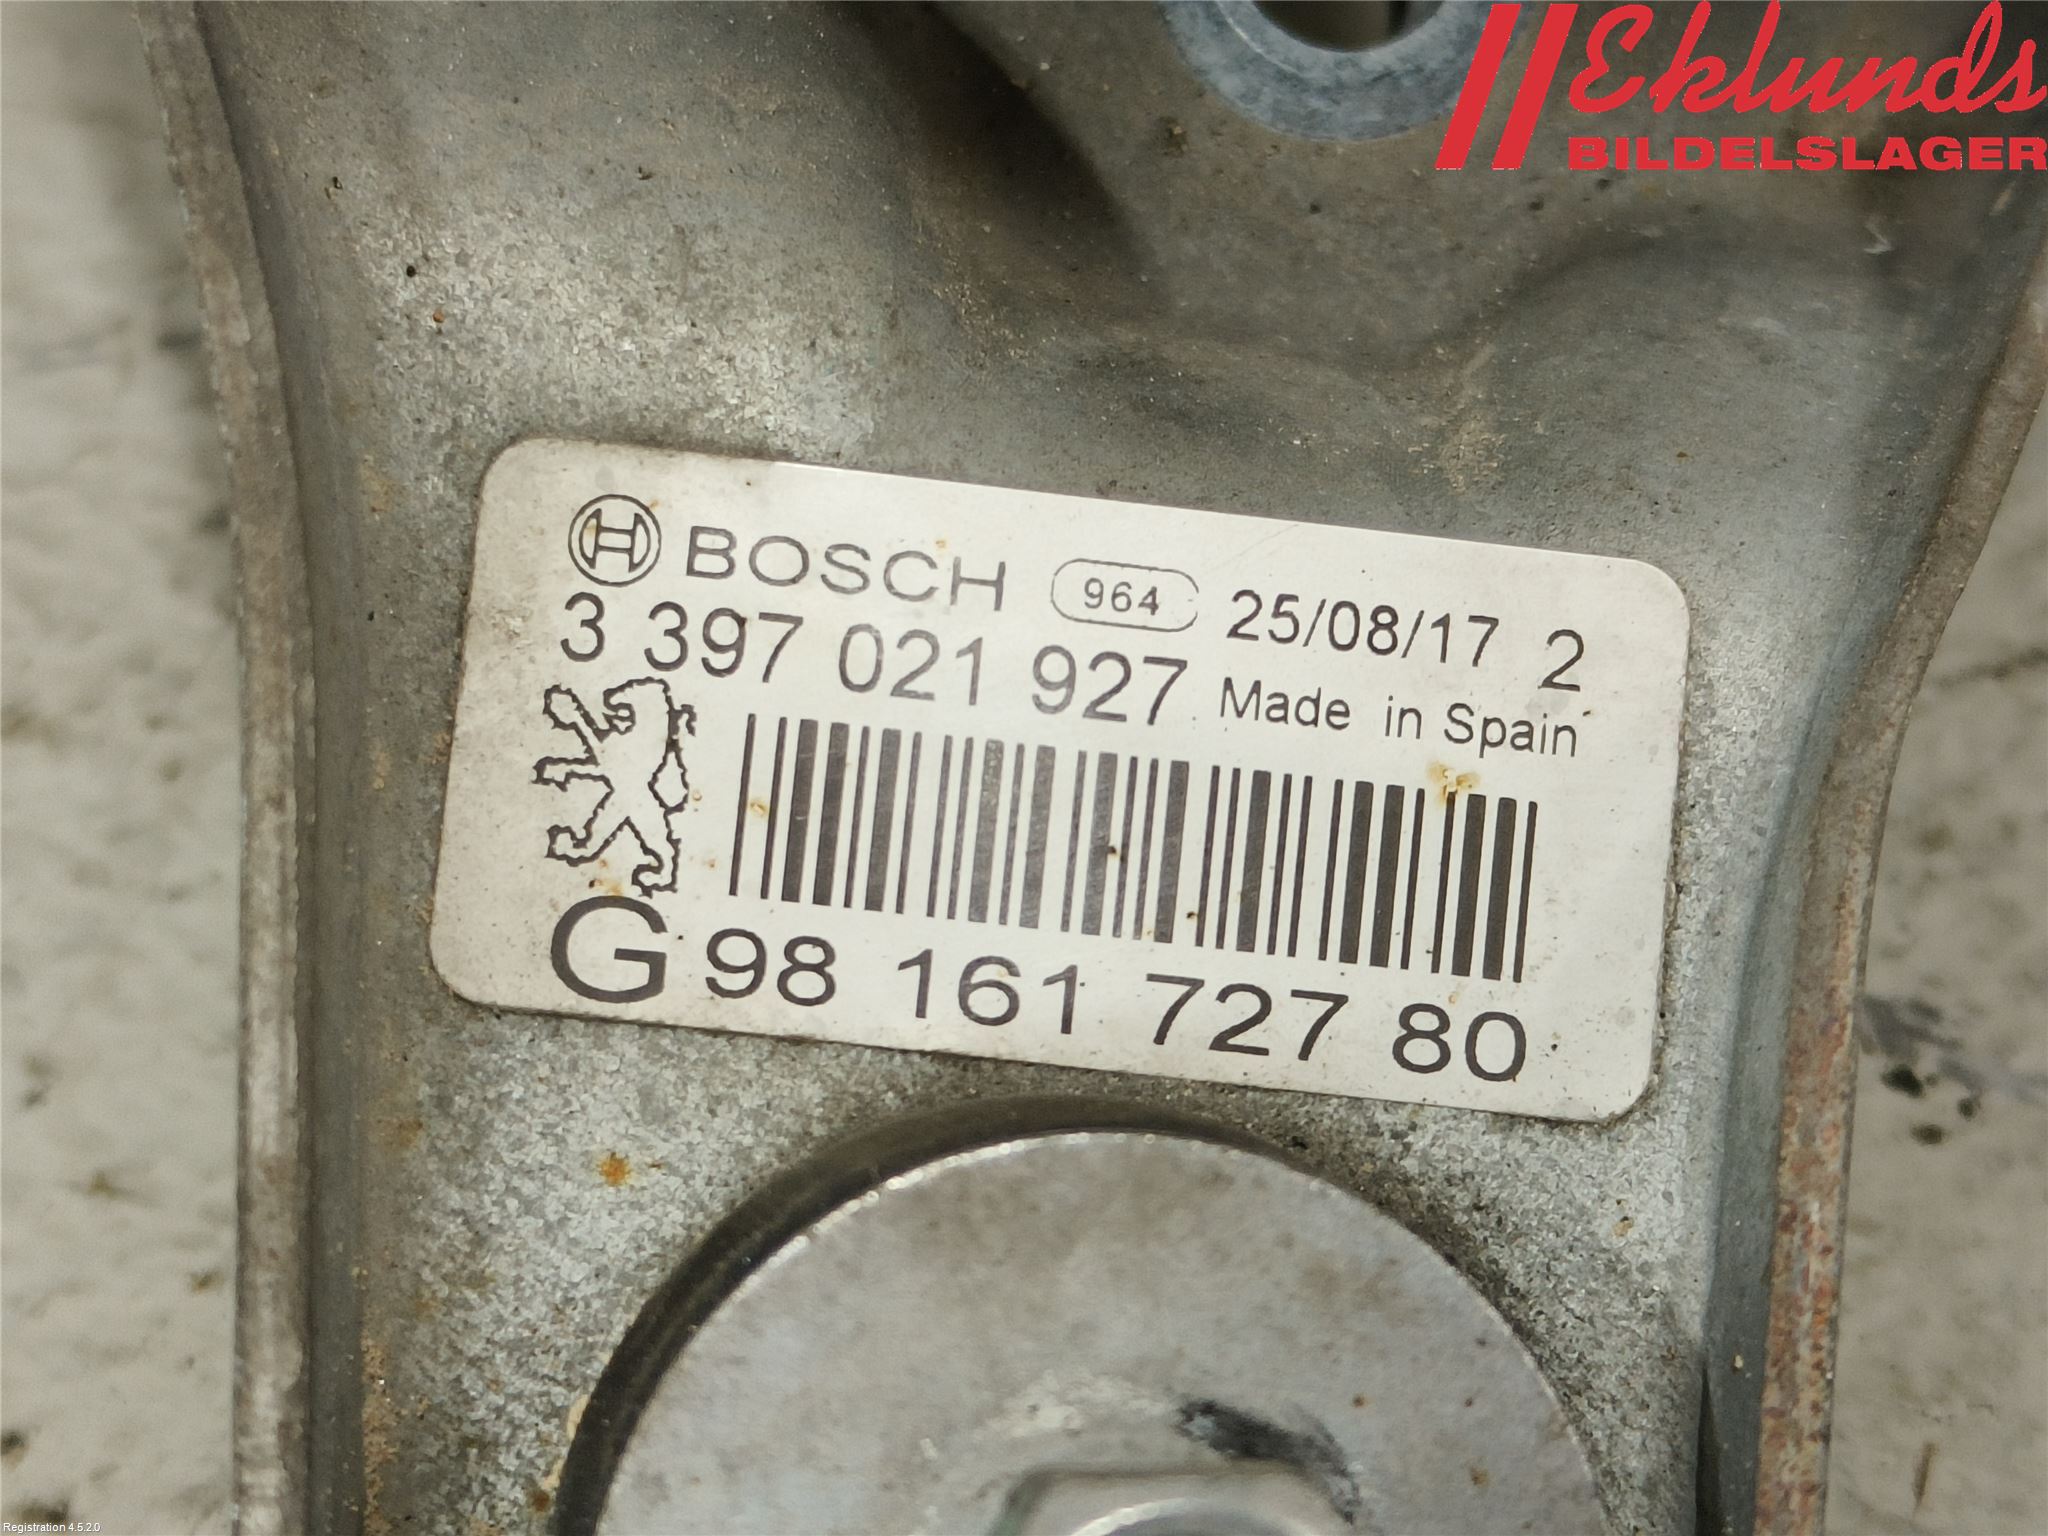 Eklunds
BILDELSLAGER
BOSCH 964 25/08/17 2
3 397 021 927 Made in Spain
G 98 161 727 80
Registration 4.5.2.0